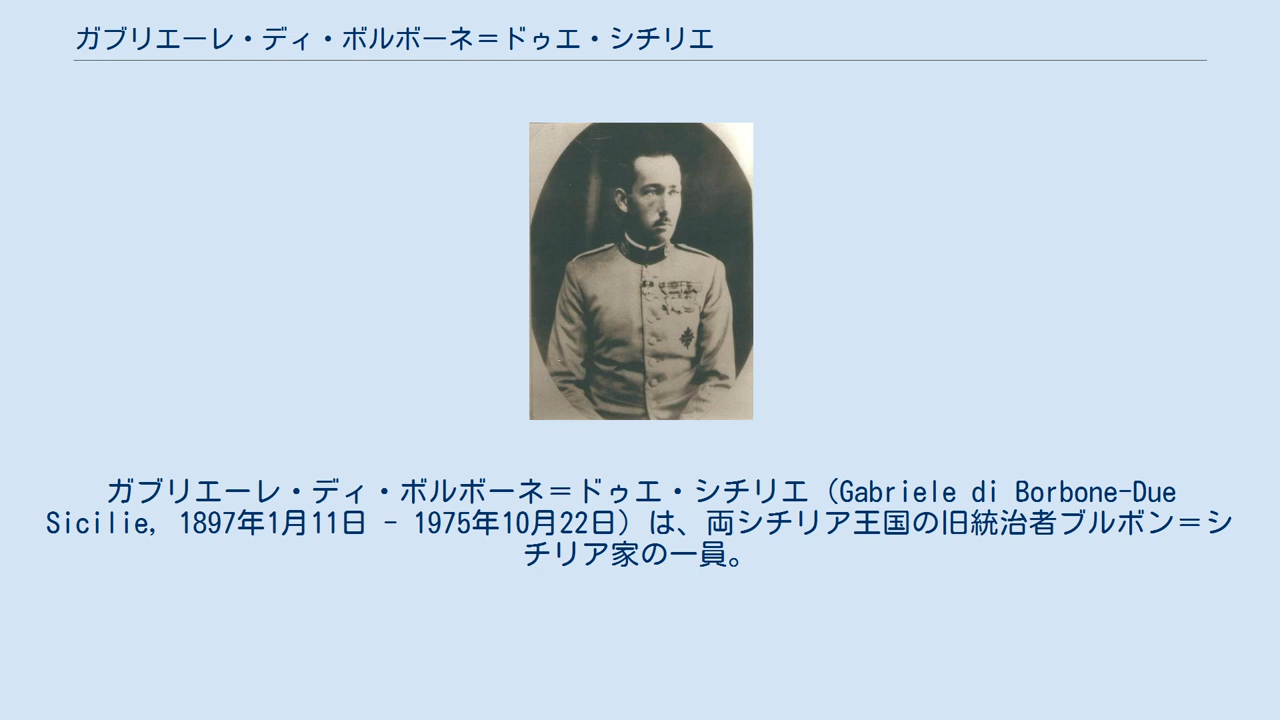 ガブリエーレ・ディ・ボルボーネ＝ドゥエ・シチリエ
ガブリエーレ・ディ・ボルボーネ＝ドゥエ・シチリエ（Gabriele di Borbone-Due
Sicilie, 1897年1月11日 - 1975年10月22日）は、両シチリア王国の旧統治者ブルボン＝シ
チリア家の一員。